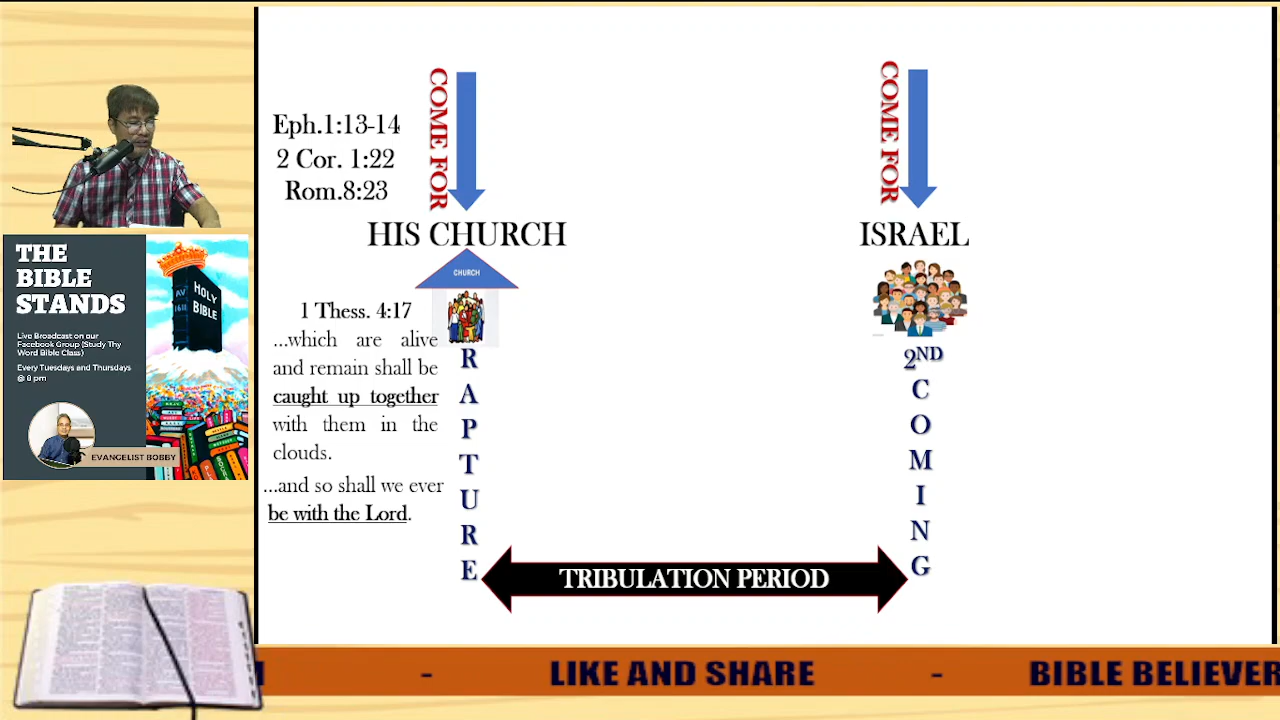 THE
BIBLE
STANDS
Live Broadcast on our
Facebook Group (Study Thy
Word Bible Class)
Every Tuesdays and Thursdays
@ 8 pm
AV
1611
HOLY
BIBLE
EVANGELIST BOBBY
Eph.1:13-14
2 Cor. 1:22
Rom.8:23
COME FOR
HIS CHURCH
CHURCH
1 Thess. 4:17
...which are alive
and remain shall be
caught up together
with them in the
clouds.
...and so shall we ever
be with the Lord.
RAPTURE
COME FOR
ISRAEL
2ND
COMING
TRIBULATION PERIOD
- LIKE AND SHARE - BIBLE BELIEVER